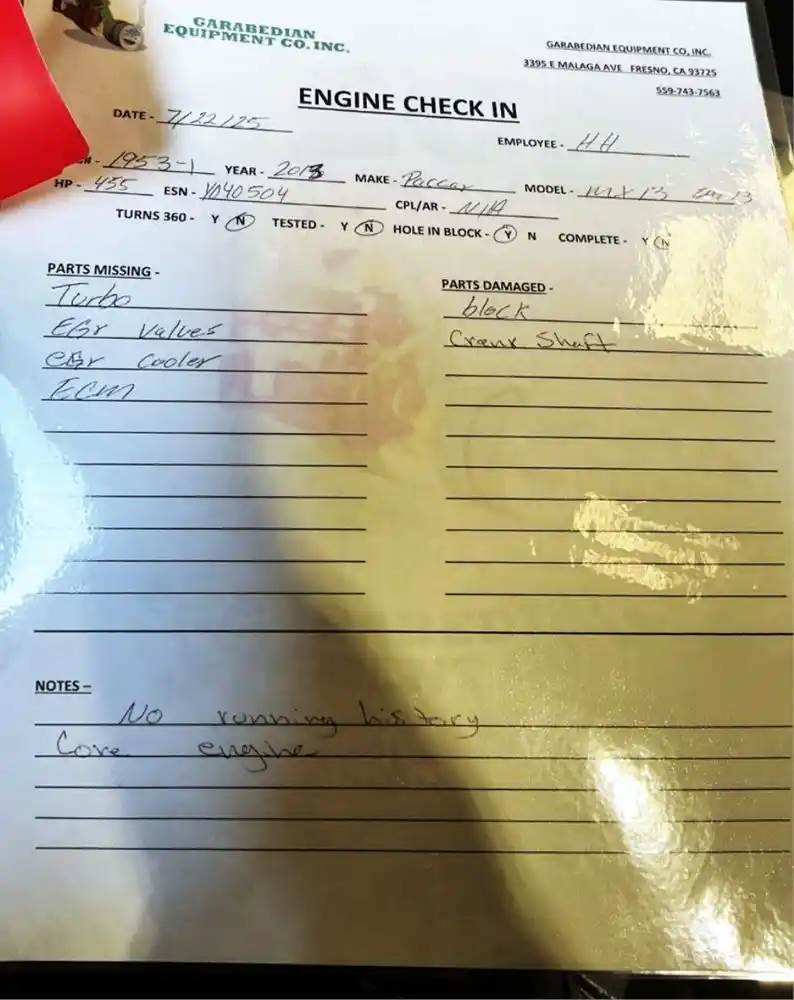 GARABEDIAN
EQUIPMENT CO. INC.
GARABEDIAN EQUIPMENT CO, INC.
3395 E MALAGA AVE FRESNO, CA 93725
559-743-7563
ENGINE CHECK IN
DATE - 7/22/25
EMPLOYEE - HH
- 1953-1 YEAR - 2013 MAKE - Paccar MODEL - MX13
HP - 455 ESN - Y040504 CPL/AR - N/A
TURNS 360 - Y N TESTED - Y N HOLE IN BLOCK - Y N COMPLETE - Y N
PARTS MISSING -
Turbo
EGr Valves
EGr Cooler
ECM
PARTS DAMAGED -
block
Crank Shaft
NOTES –
No running history
Core engine